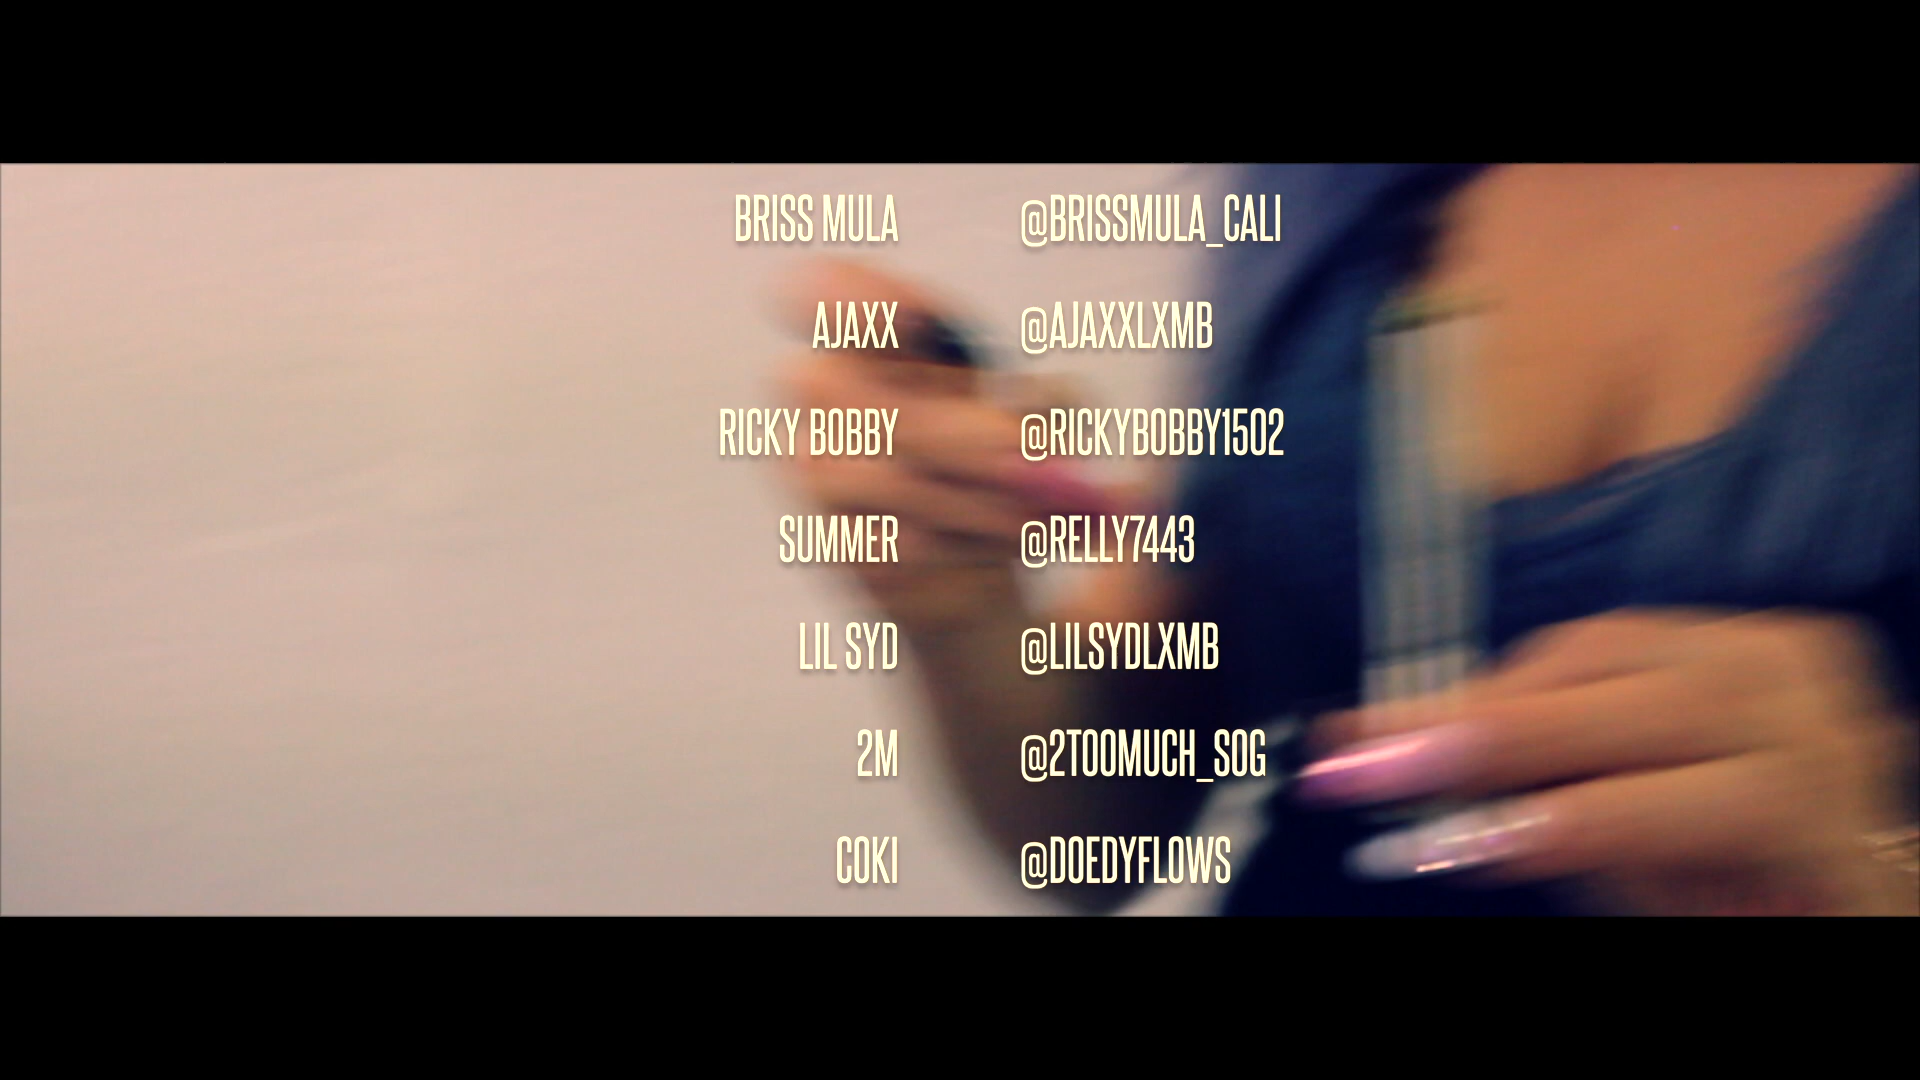 BRISS MULA @BRISSMULA_CALI
AJAXX @AJAXXLXMB
RICKY BOBBY @RICKYBOBBY1502
SUMMER @RELLY7443
LIL SYD @LILSYDLXMB
2M @2TOOMUCH_SOG
COKI @DOEDYFLOWS